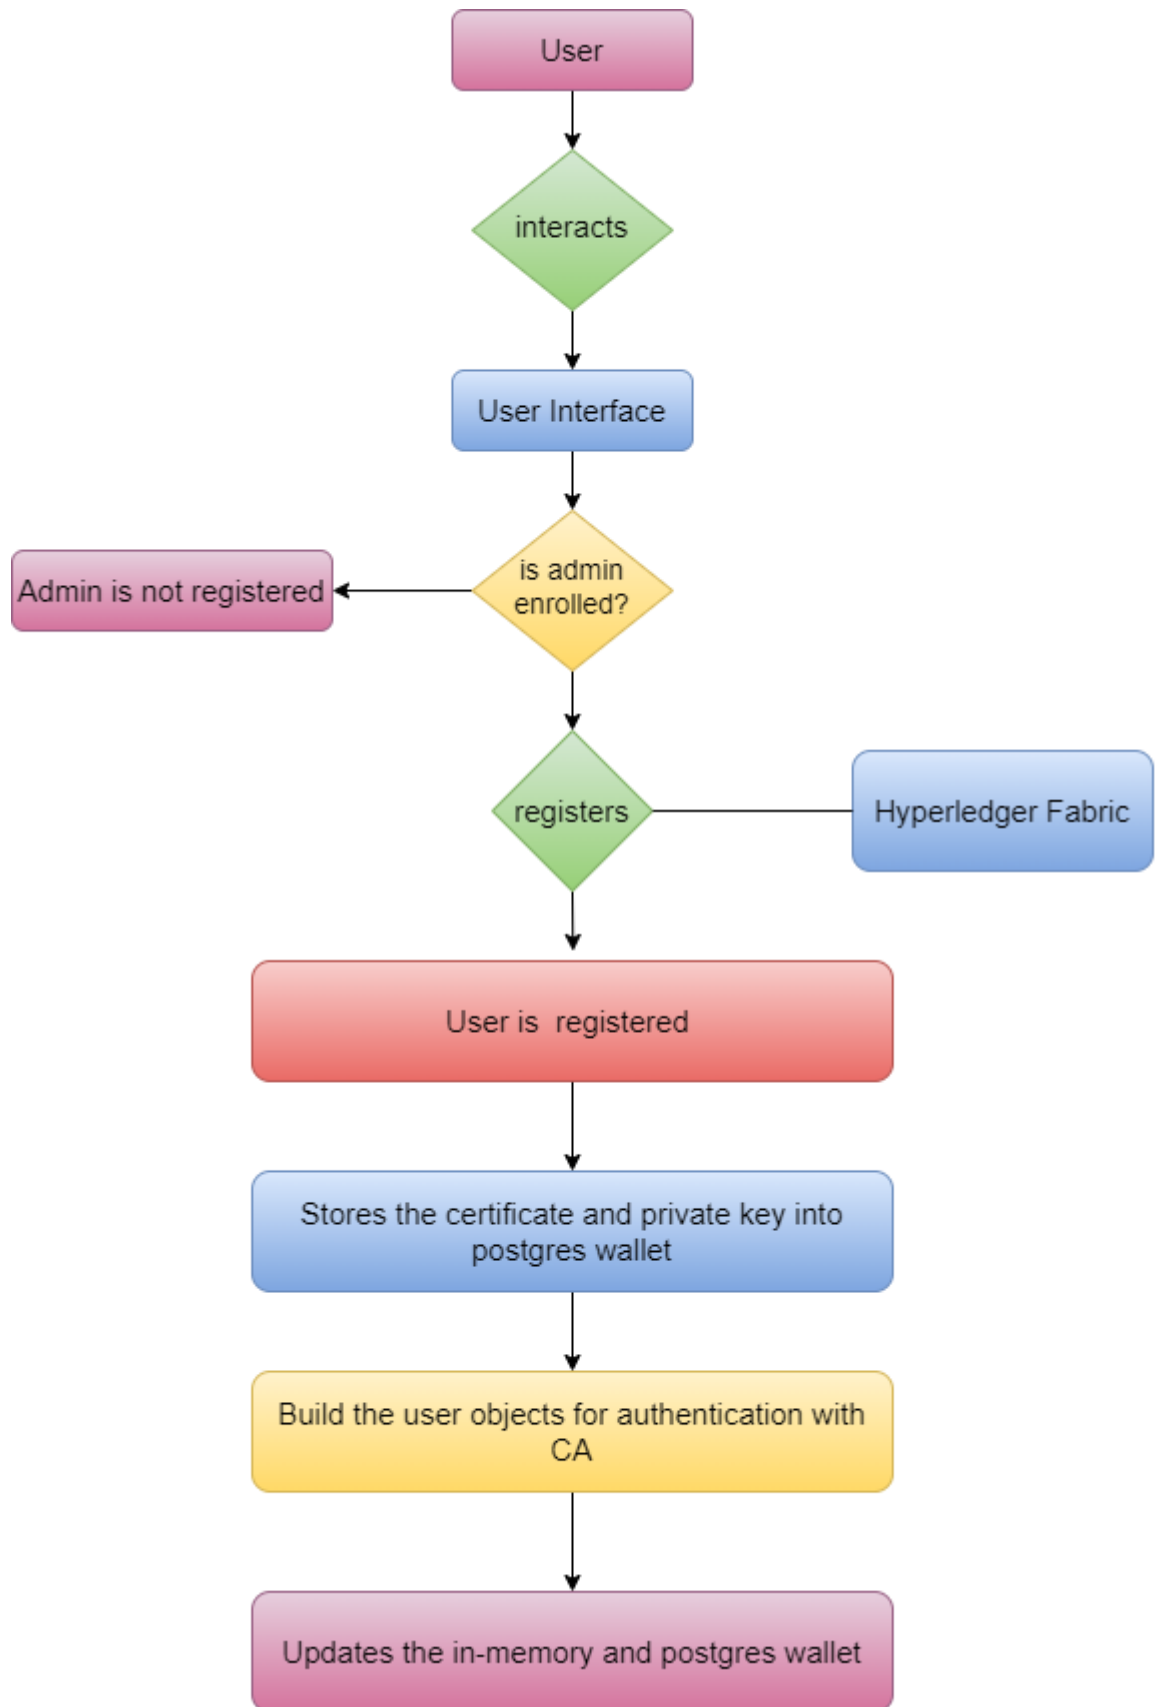 User
interacts
User Interface
is admin
enrolled?
Admin is not registered
registers
Hyperledger Fabric
User is  registered
Stores the certificate and private key into
postgres wallet
Build the user objects for authentication with
CA
Updates the in-memory and postgres wallet